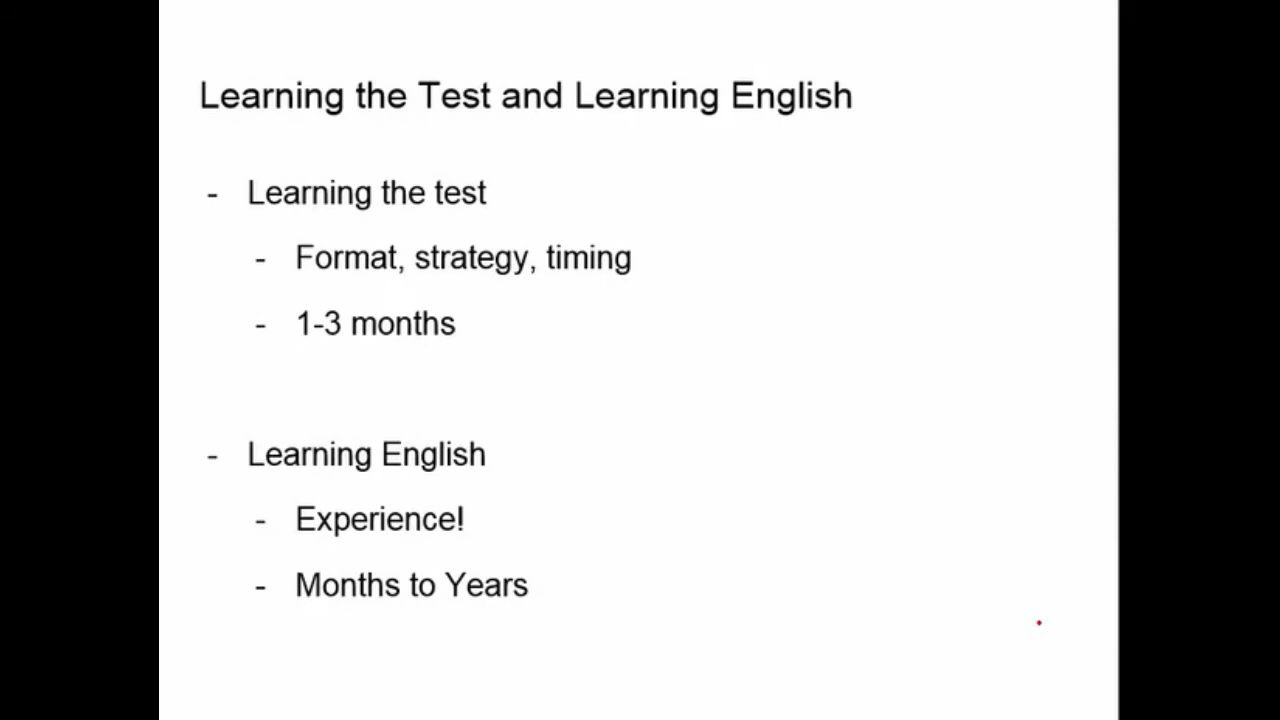 Learning the Test and Learning English
- Learning the test
- Format, strategy, timing
- 1-3 months
- Learning English
- Experience!
- Months to Years